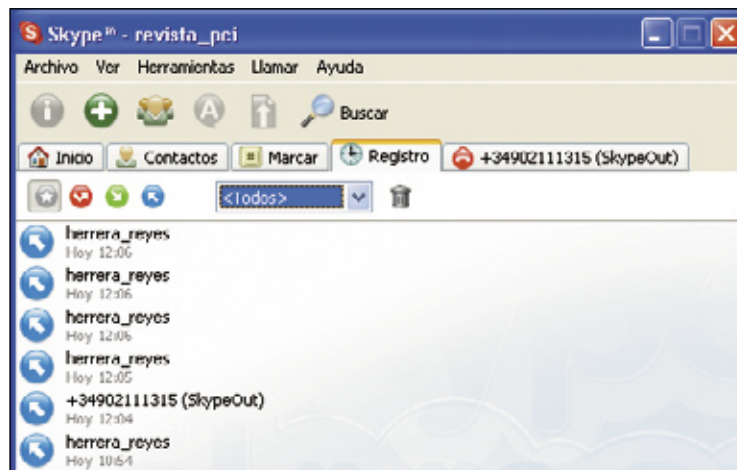 Skype™ - revista_pci
Archivo Ver Herramientas Llamar Ayuda
Buscar
Inicio Contactos Marcar Registro +34902111315 (SkypeOut)
<Todos>
herrera_reyes
Hoy 12:06
herrera_reyes
Hoy 12:06
herrera_reyes
Hoy 12:06
herrera_reyes
Hoy 12:05
+34902111315 (SkypeOut)
Hoy 12:04
herrera_reyes
Hoy 10:54